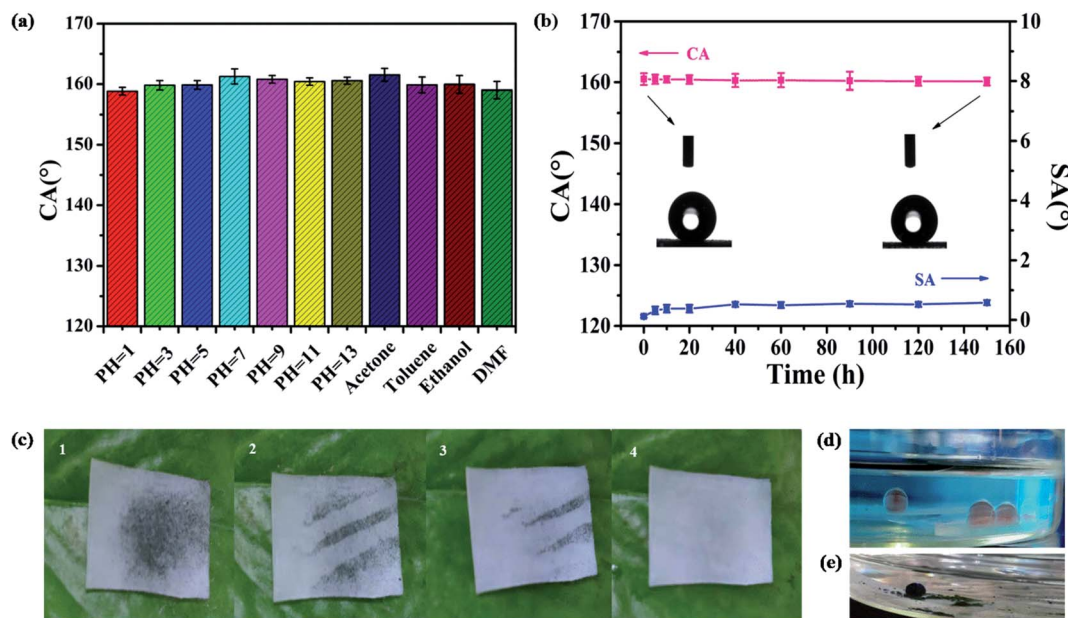 (a)
170
160
150
140
130
120
CA(°)
PH=1
PH=3
PH=5
PH=7
PH=9
PH=11
PH=13
Acetone
Toluene
Ethanol
DMF
(b)
170
160
150
140
130
120
CA(°)
CA
SA
10
8
6
4
2
0
SA(°)
0 20 40 60 80 100 120 140 160
Time (h)
(c)
1
2
3
4
(d)
(e)